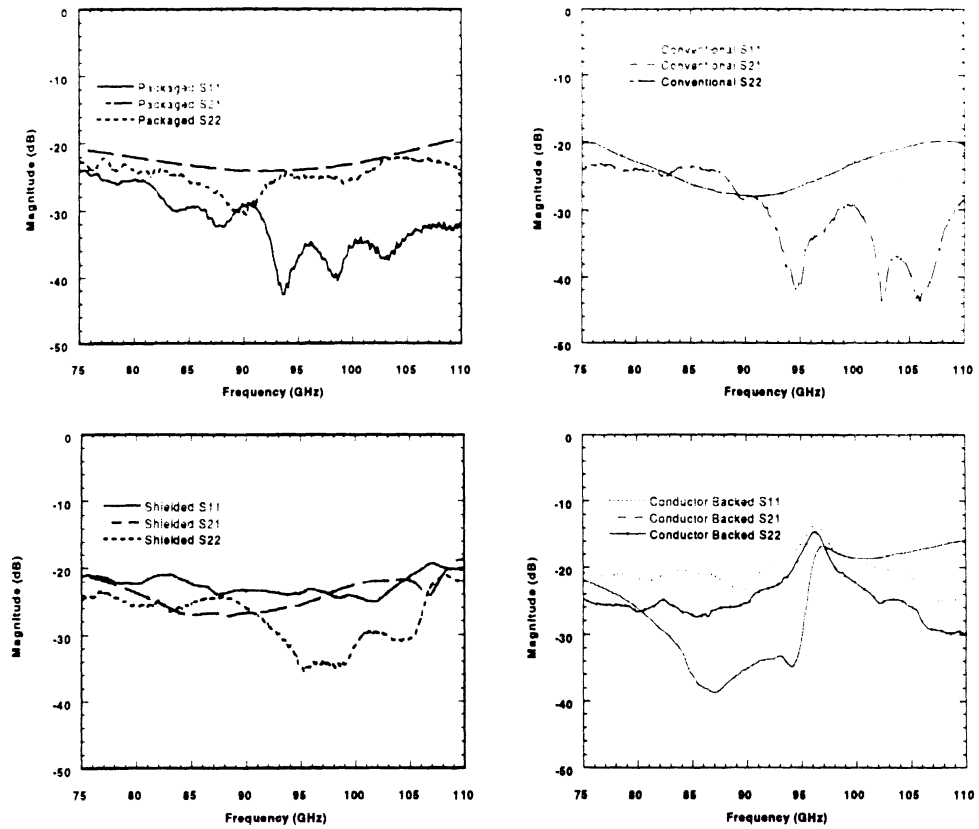 0
-10
-20
-30
-40
-50
Magnitude (dB)
Packaged S11
Packaged S21
Packaged S22
75 80 85 90 95 100 105 110
Frequency (GHz)
0
-10
-20
-30
-40
-50
Magnitude (dB)
Conventional S11
Conventional S21
Conventional S22
75 80 85 90 95 100 105 110
Frequency (GHz)
0
-10
-20
-30
-40
-50
Magnitude (dB)
Shielded S11
Shielded S21
Shielded S22
75 80 85 90 95 100 105 110
Frequency (GHz)
0
-10
-20
-30
-40
-50
Magnitude (dB)
Conductor Backed S11
Conductor Backed S21
Conductor Backed S22
75 80 85 90 95 100 105 110
Frequency (GHz)